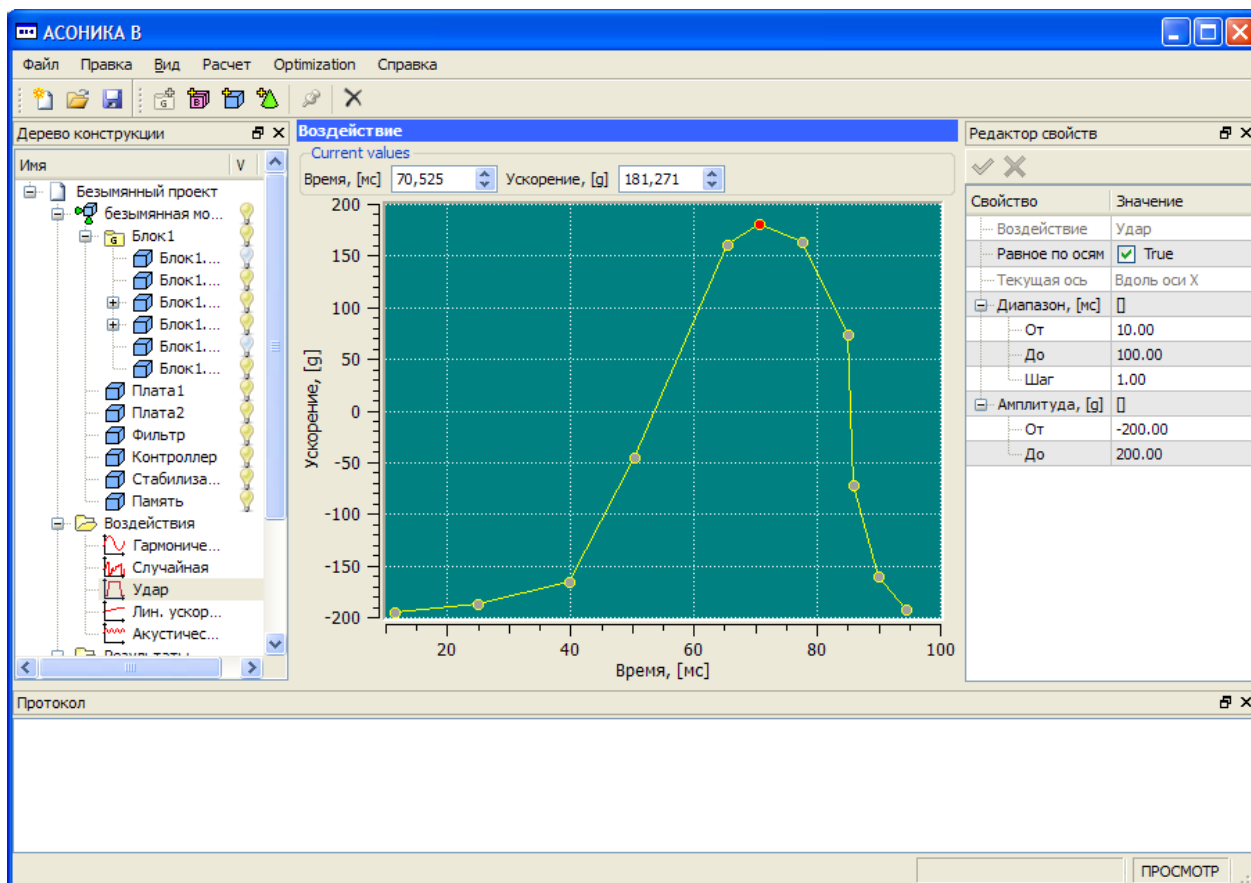 АСОНИКА В
Файл Правка Вид Расчет Optimization Справка
Дерево конструкции
Имя V
Безымянный проект
безымянная мо...
Блок1
Блок1....
Блок1....
Блок1....
Блок1....
Блок1....
Блок1....
Плата1
Плата2
Фильтр
Контроллер
Стабилиза...
Память
Воздействия
Гармониче...
Случайная
Удар
Лин. ускор...
Акустичес...
Результаты
Воздействие
Current values
Время, [мс] 70,525 Ускорение, [g] 181,271
200
150
100
50
0
-50
-100
-150
-200
Ускорение, [g]
20 40 60 80 100
Время, [мс]
Редактор свойств
Свойство Значение
Воздействие Удар
Равное по осям True
Текущая ось Вдоль оси X
Диапазон, [мс] []
От 10.00
До 100.00
Шаг 1.00
Амплитуда, [g] []
От -200.00
До 200.00
Протокол
ПРОСМОТР